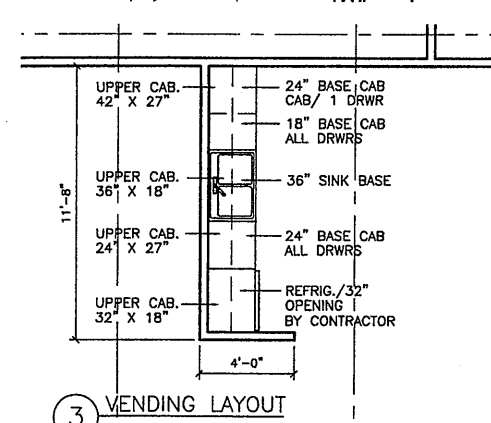 UPPER CAB.
42" X 27"
24" BASE CAB
CAB/ 1 DRWR
18" BASE CAB
ALL DRWRS
11'-8"
UPPER CAB.
36" X 18"
36" SINK BASE
UPPER CAB.
24" X 27"
24" BASE CAB
ALL DRWRS
UPPER CAB.
32" X 18"
REFRIG./32"
OPENING
BY CONTRACTOR
4'-0"
3 VENDING LAYOUT